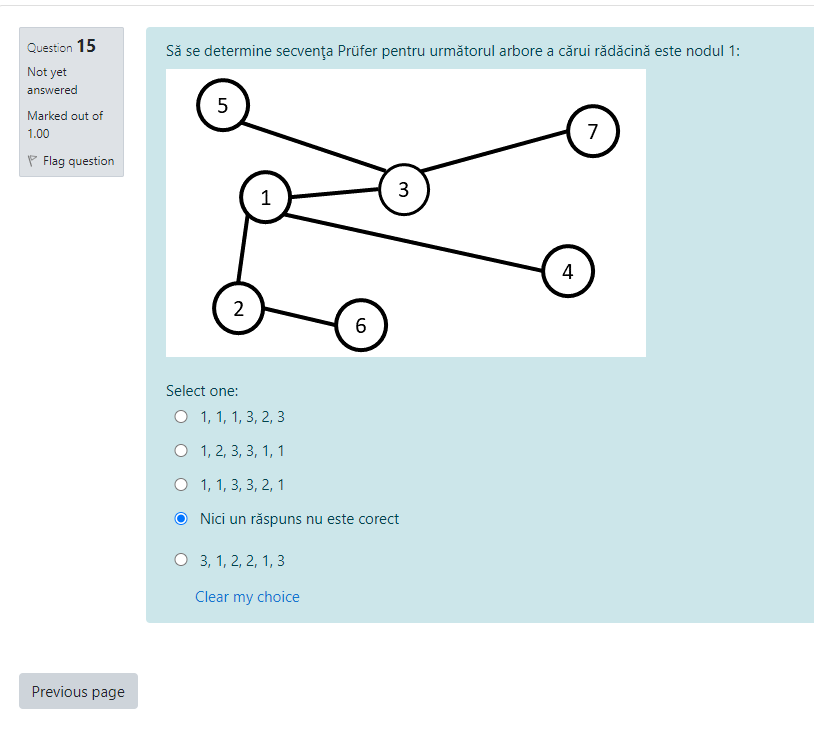 Question 15
Not yet
answered
Marked out of
1.00
Flag question
Să se determine secvența Prüfer pentru următorul arbore a cărui rădăcină este nodul 1:
5
7
3
1
4
2
6
Select one:
1, 1, 1, 3, 2, 3
1, 2, 3, 3, 1, 1
1, 1, 3, 3, 2, 1
Nici un răspuns nu este corect
3, 1, 2, 2, 1, 3
Clear my choice
Previous page